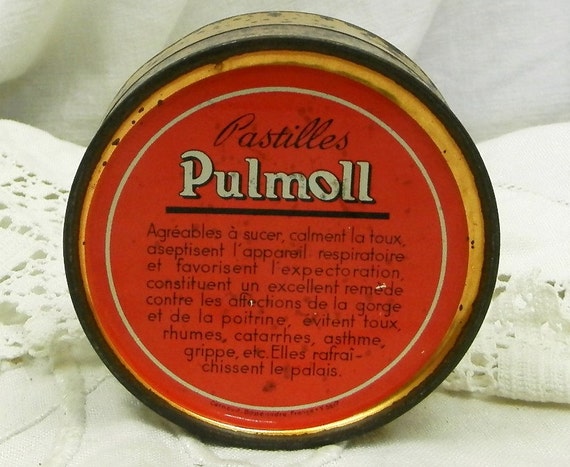 Pastilles
Pulmoll
Agréables à sucer, calment la toux,
aseptisent l'appareil respiratoire
et favorisent l'expectoration,
constituent un excellent remède
contre les affections de la gorge
et de la poitrine, évitent toux,
rhumes, catarrhes, asthme,
grippe, etc. Elles rafraî-
chissent le palais.